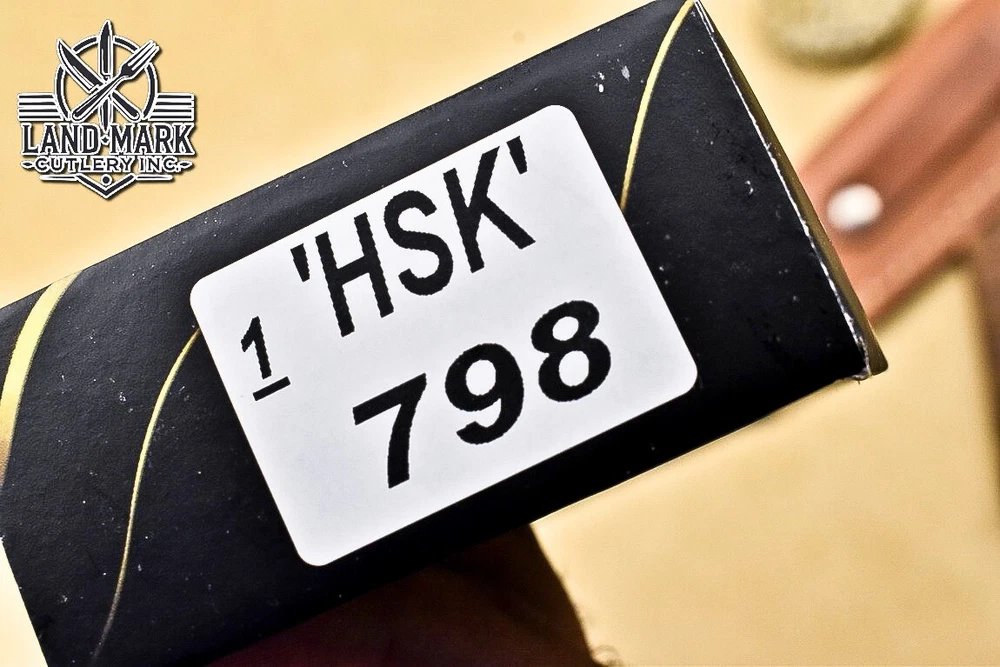 LAND★MARK
CUTLERY INC.
'HSK'
1
798